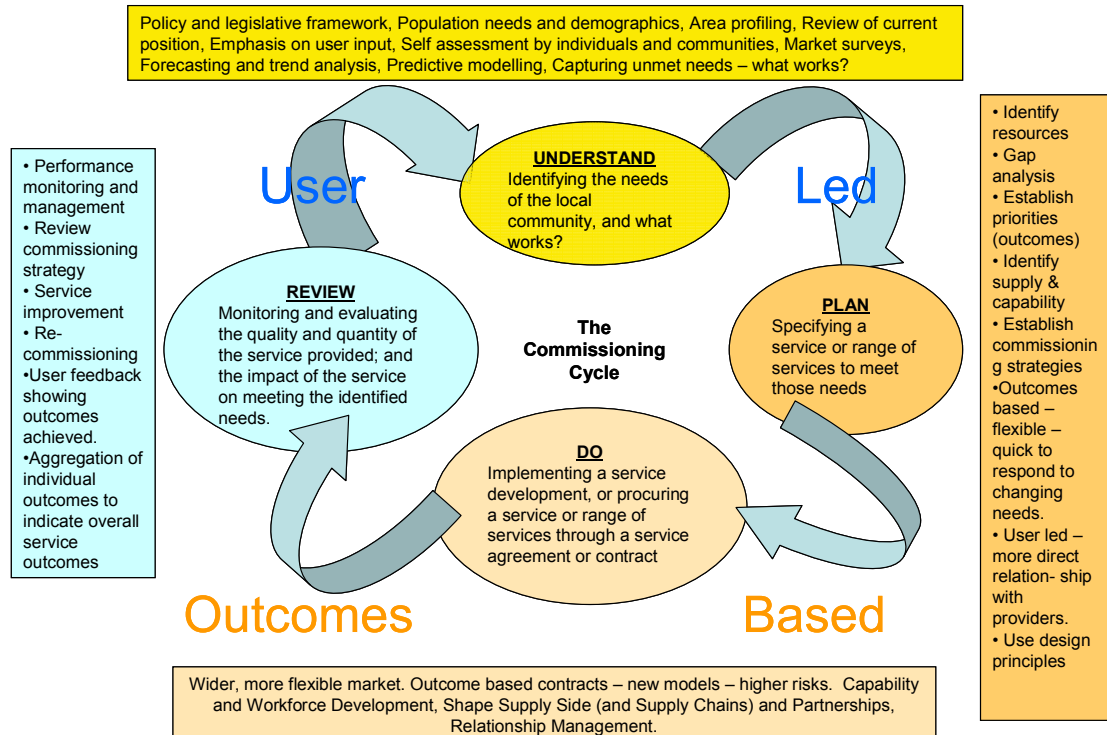 Policy and legislative framework, Population needs and demographics, Area profiling, Review of current
position, Emphasis on user input, Self assessment by individuals and communities, Market surveys,
Forecasting and trend analysis, Predictive modelling, Capturing unmet needs – what works?
User
Led
UNDERSTAND
Identifying the needs
of the local
community, and what
works?
• Performance
monitoring and
management
• Review
commissioning
strategy
• Service
improvement
• Re-
commissioning
•User feedback
showing
outcomes
achieved.
•Aggregation of
individual
outcomes to
indicate overall
service
outcomes
REVIEW
Monitoring and evaluating
the quality and quantity of
the service provided; and
the impact of the service
on meeting the identified
needs.
The
Commissioning
Cycle
PLAN
Specifying a
service or range of
services to meet
those needs
• Identify
resources
• Gap
analysis
• Establish
priorities
(outcomes)
• Identify
supply &
capability
• Establish
commissionin
g strategies
•Outcomes
based –
flexible –
quick to
respond to
changing
needs.
• User led –
more direct
relation- ship
with
providers.
• Use design
principles
DO
Implementing a service
development, or procuring
a service or range of
services through a service
agreement or contract
Outcomes
Based
Wider, more flexible market. Outcome based contracts – new models – higher risks. Capability
and Workforce Development, Shape Supply Side (and Supply Chains) and Partnerships,
Relationship Management.